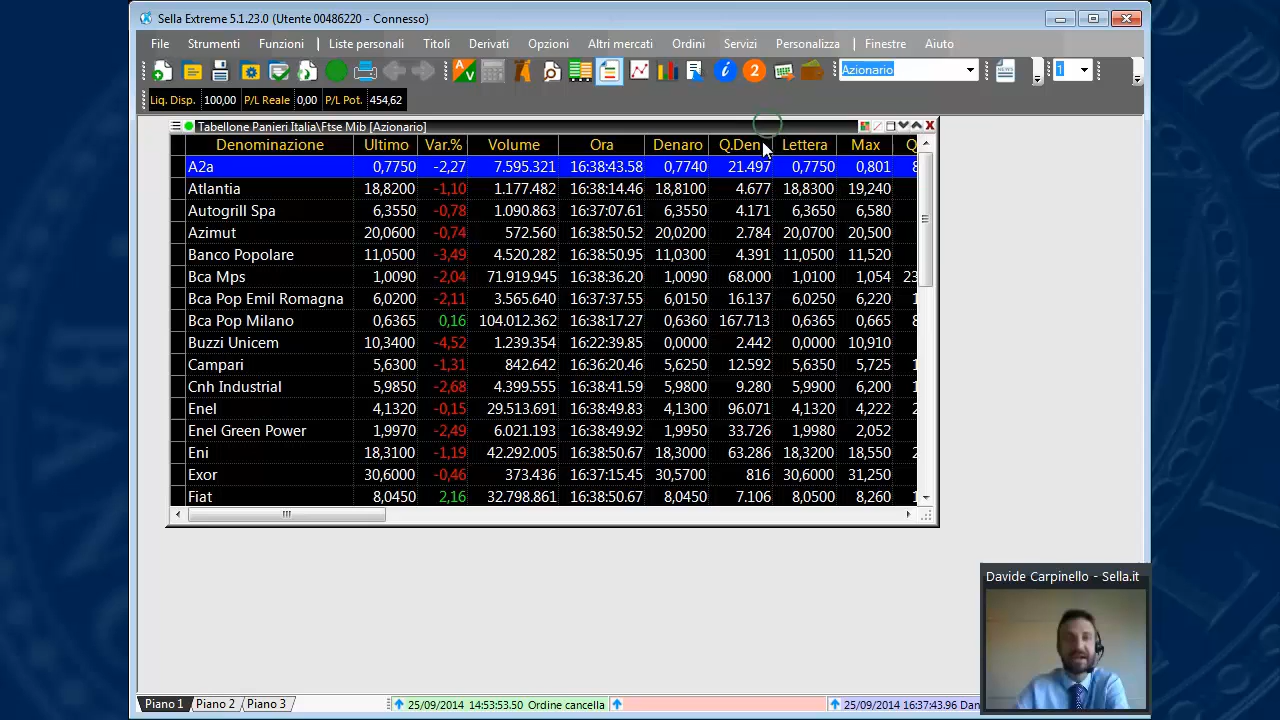 Sella Extreme 5.1.23.0 (Utente 00486220 - Connesso)
File Strumenti Funzioni Liste personali Titoli Derivati Opzioni Altri mercati Ordini Servizi Personalizza Finestre Aiuto
Azionario 1
Liq. Disp. 100,00 P/L Reale 0,00 P/L Pot. 454,62
Tabellone Panieri Italia\Ftse Mib [Azionario]
Denominazione Ultimo Var.% Volume Ora Denaro Q.Den Lettera Max Q
A2a 0,7750 -2,27 7.595.321 16:38:43.58 0,7740 21.497 0,7750 0,801 8
Atlantia 18,8200 -1,10 1.177.482 16:38:14.46 18,8100 4.677 18,8300 19,240
Autogrill Spa 6,3550 -0,78 1.090.863 16:37:07.61 6,3550 4.171 6,3650 6,580
Azimut 20,0600 -0,74 572.560 16:38:50.52 20,0200 2.784 20,0700 20,500
Banco Popolare 11,0500 -3,49 4.520.282 16:38:50.95 11,0300 4.391 11,0500 11,520
Bca Mps 1,0090 -2,04 71.919.945 16:38:36.20 1,0090 68.000 1,0100 1,054 23
Bca Pop Emil Romagna 6,0200 -2,11 3.565.640 16:37:37.55 6,0150 16.137 6,0250 6,220 1
Bca Pop Milano 0,6365 0,16 104.012.362 16:38:17.27 0,6360 167.713 0,6365 0,665 8
Buzzi Unicem 10,3400 -4,52 1.239.354 16:22:39.85 0,0000 2.442 0,0000 10,910
Campari 5,6300 -1,31 842.642 16:36:20.46 5,6250 12.592 5,6350 5,725 1
Cnh Industrial 5,9850 -2,68 4.399.555 16:38:41.59 5,9800 9.280 5,9900 6,200 1
Enel 4,1320 -0,15 29.513.691 16:38:49.83 4,1300 96.071 4,1320 4,222 2
Enel Green Power 1,9970 -2,49 6.021.193 16:38:49.92 1,9950 33.726 1,9980 2,052
Eni 18,3100 -1,19 42.292.005 16:38:50.67 18,3000 63.286 18,3200 18,550 2
Exor 30,6000 -0,46 373.436 16:37:15.45 30,5700 816 30,6000 31,250
Fiat 8,0450 2,16 32.798.861 16:38:50.67 8,0450 7.106 8,0500 8,260 1
Davide Carpinello - Sella.it
Piano 1 Piano 2 Piano 3 25/09/2014 14:53:53.50 Ordine cancella 25/09/2014 16:37:43.96 Dan